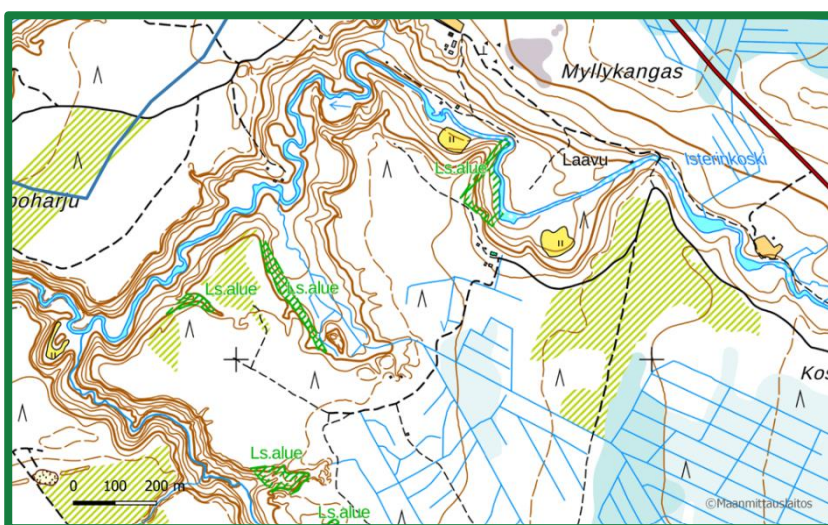 Myllykangas
Laavu
Isterinkoski
Ls.alue
poharju
Ls.alue
Ls.alue
Kos
Ls.alue
0 100 200 m
©Maanmittauslaitos
Ls.alue